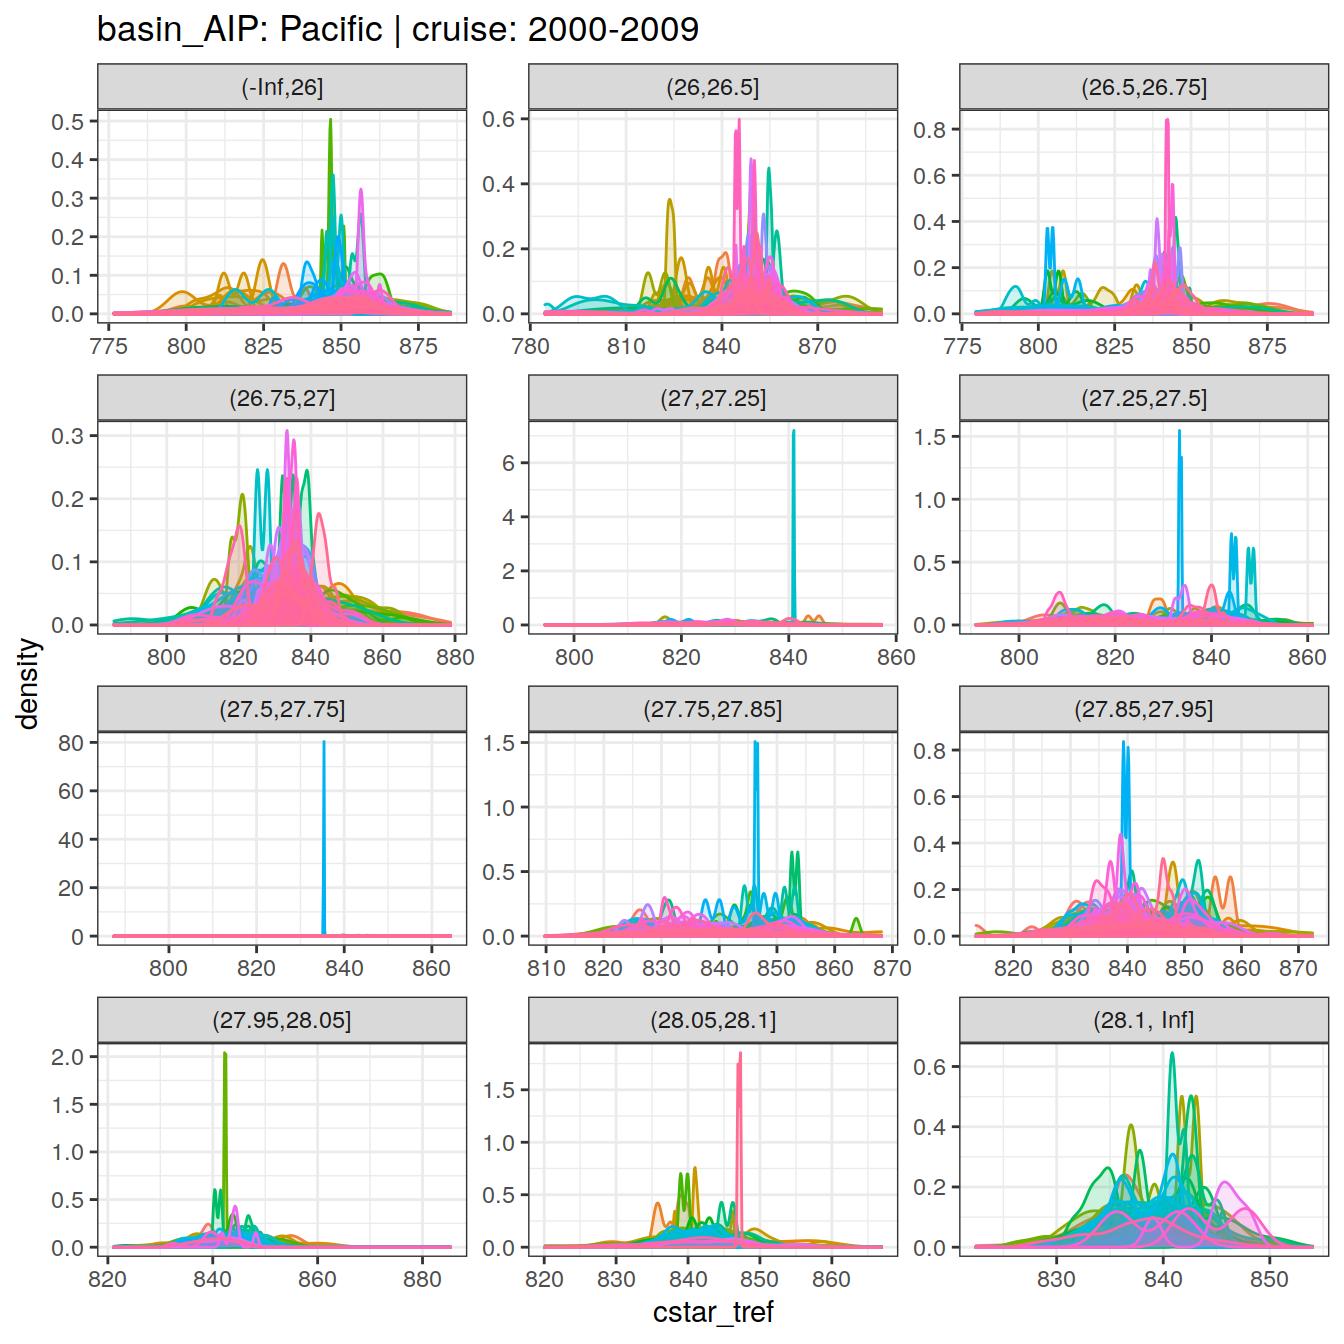 basin_AIP: Pacific | cruise: 2000-2009
(-Inf,26] (26,26.5] (26.5,26.75]
0.5 0.4 0.3 0.2 0.1 0.0
0.6 0.4 0.2 0.0
0.8 0.6 0.4 0.2 0.0
775 800 825 850 875 780 810 840 870 775 800 825 850 875
(26.75,27] (27,27.25] (27.25,27.5]
0.3 0.2 0.1 0.0
6 4 2 0
1.5 1.0 0.5 0.0
800 820 840 860 880 800 820 840 860 800 820 840 860
density
(27.5,27.75] (27.75,27.85] (27.85,27.95]
80 60 40 20 0
1.5 1.0 0.5 0.0
0.8 0.6 0.4 0.2 0.0
800 820 840 860 810 820 830 840 850 860 870 820 830 840 850 860 870
(27.95,28.05] (28.05,28.1] (28.1, Inf]
2.0 1.5 1.0 0.5 0.0
1.5 1.0 0.5 0.0
0.6 0.4 0.2 0.0
820 840 860 880 820 830 840 850 860 830 840 850
cstar_tref